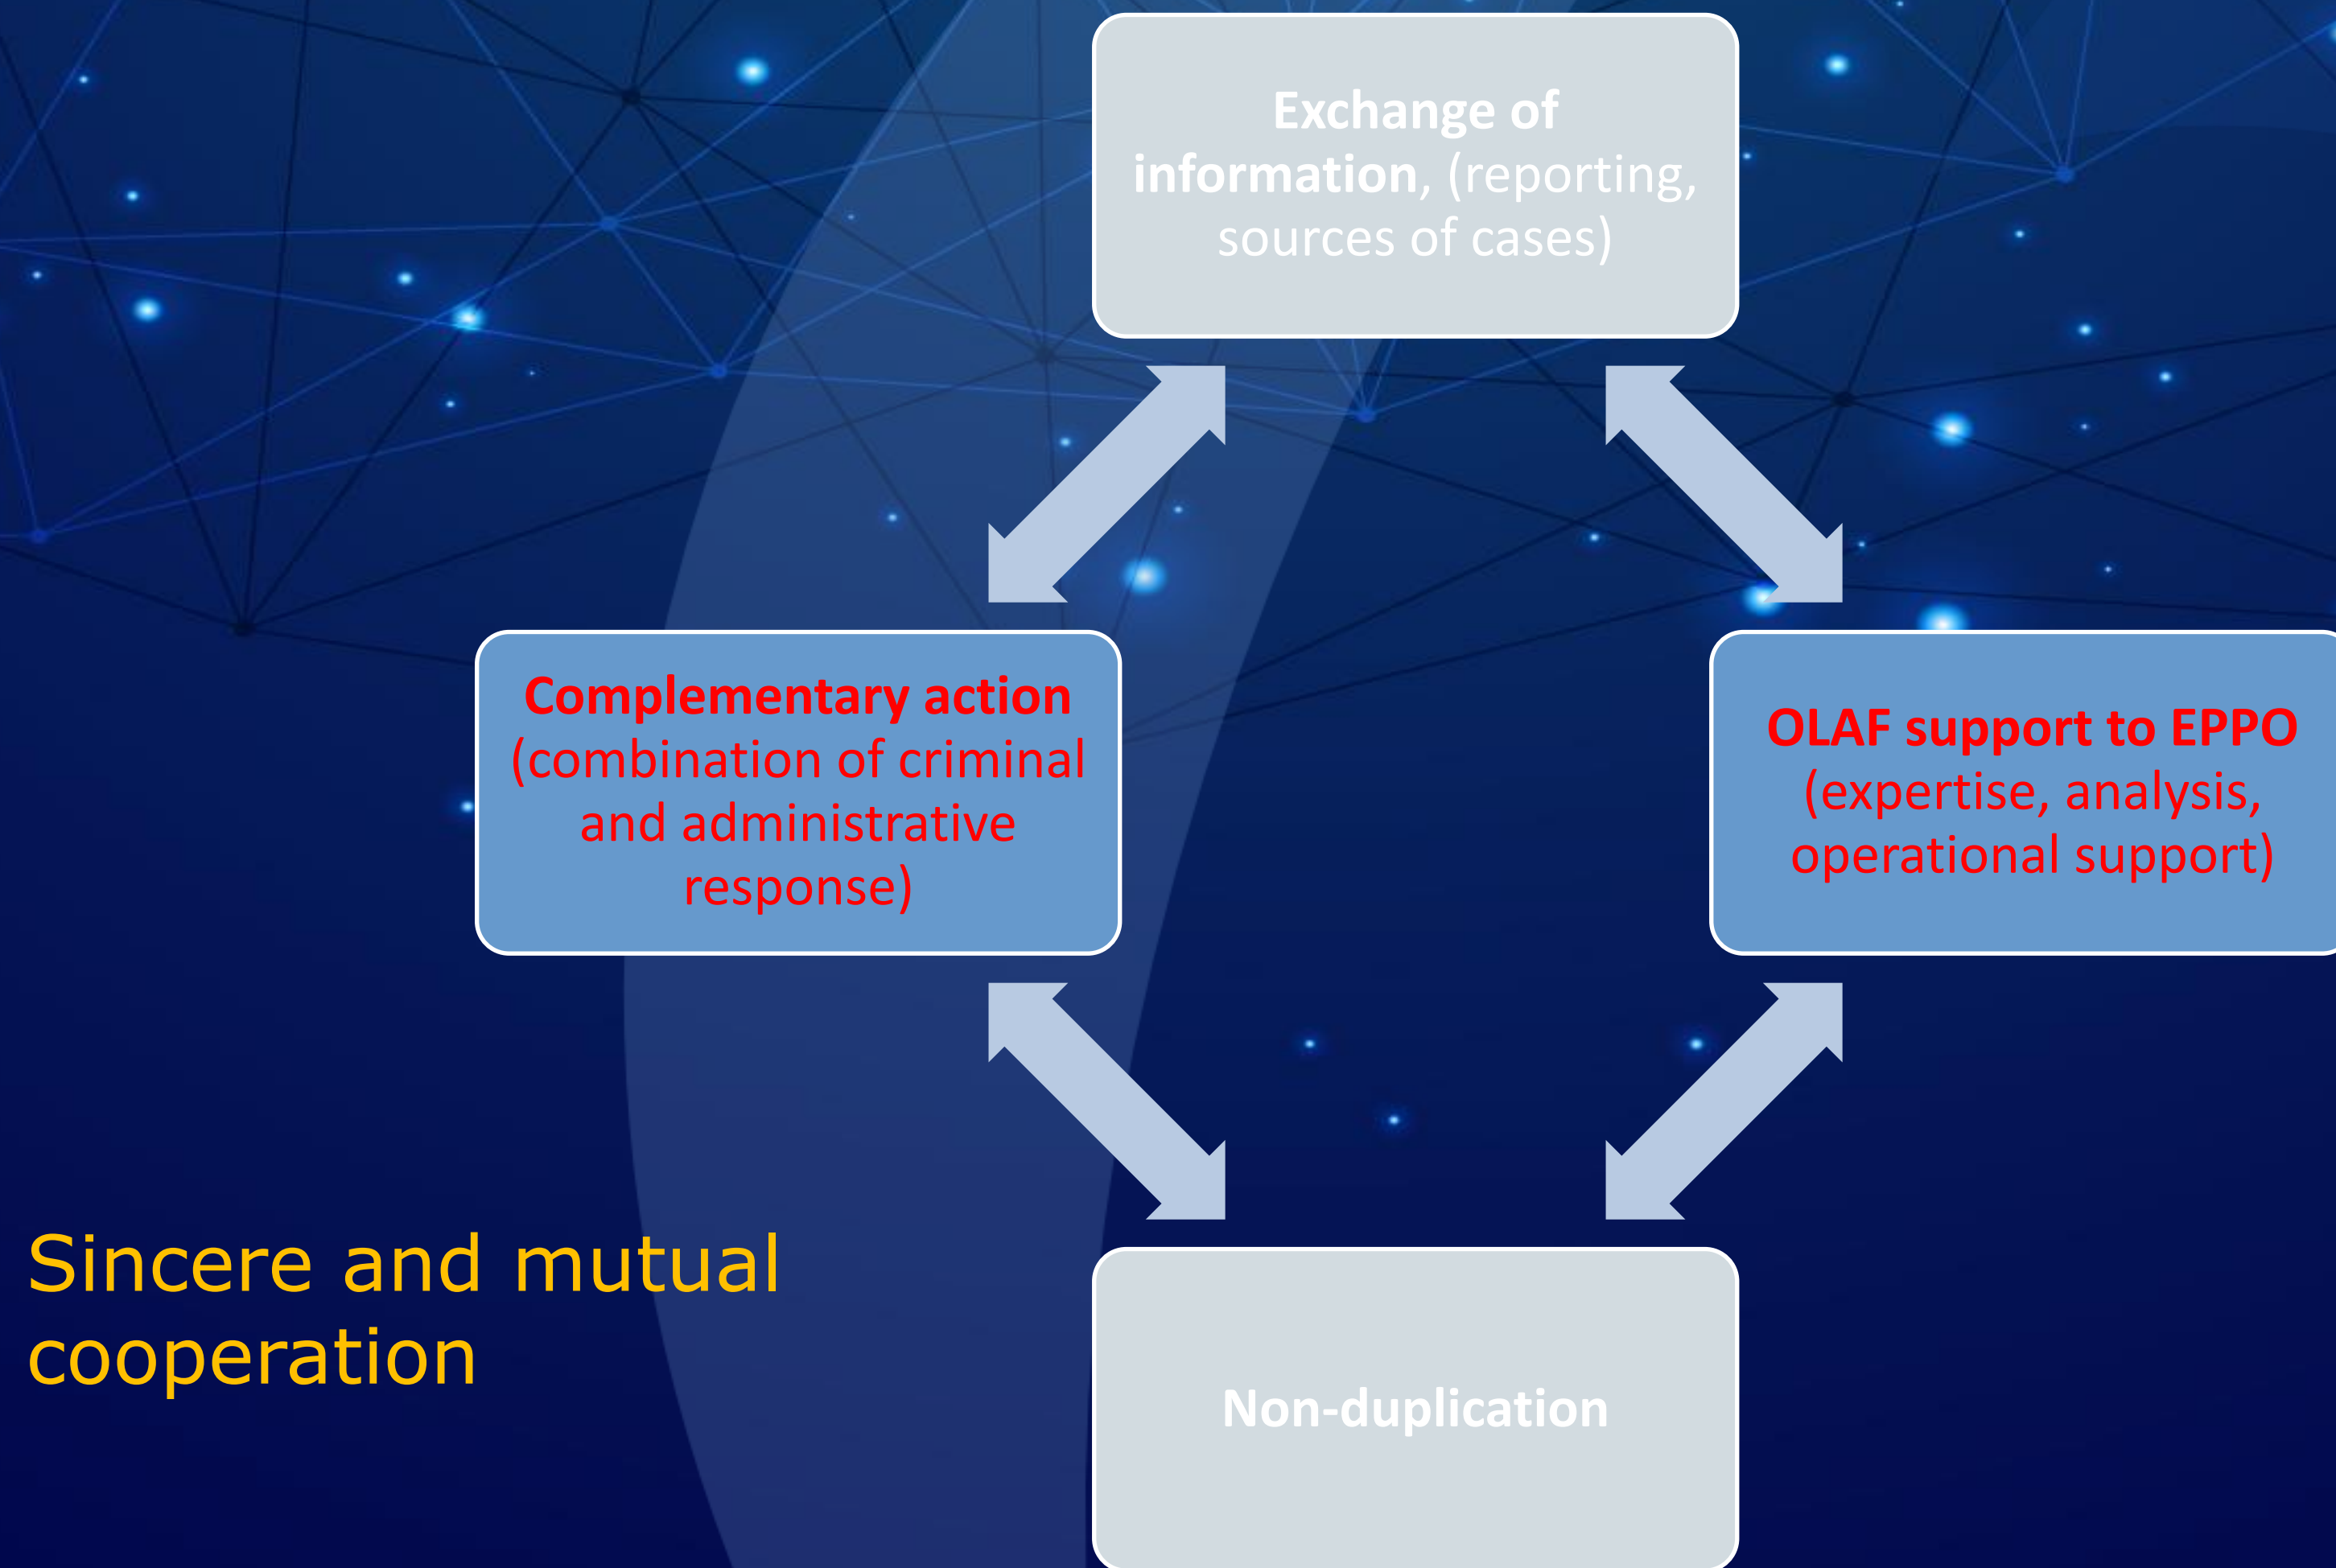 Exchange of
information, (reporting,
sources of cases)
Complementary action
(combination of criminal
and administrative
response)
OLAF support to EPPO
(expertise, analysis,
operational support)
Non-duplication
Sincere and mutual
cooperation